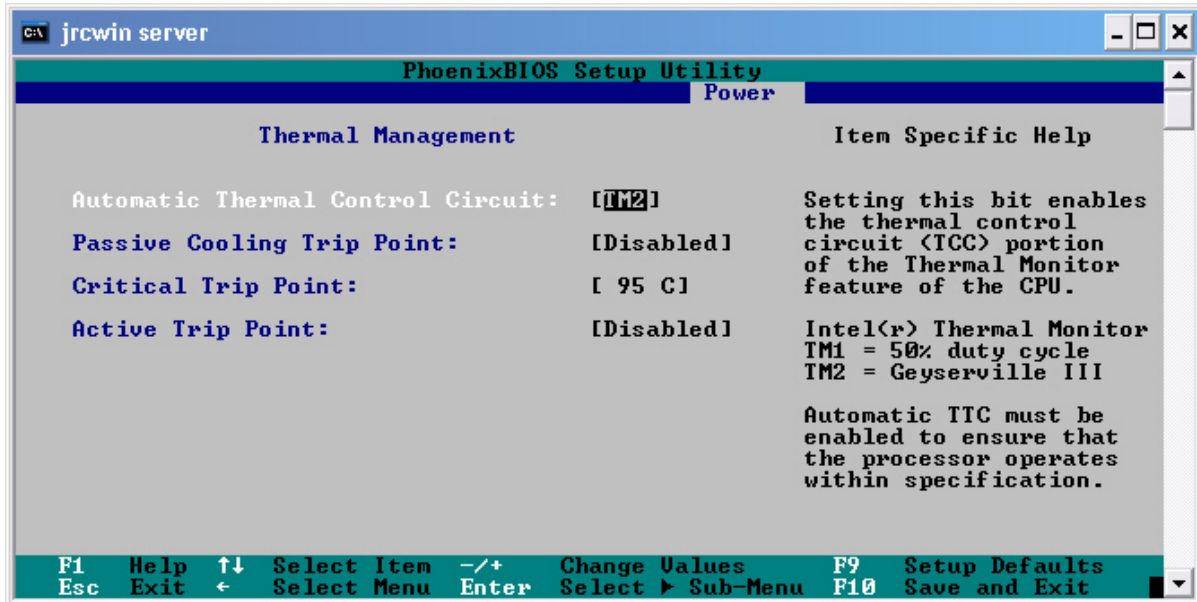 jrcwin server
PhoenixBIOS Setup Utility
Power
Thermal Management
Item Specific Help
Automatic Thermal Control Circuit: [TM2]
Passive Cooling Trip Point: [Disabled]
Critical Trip Point: [ 95 C]
Active Trip Point: [Disabled]
Setting this bit enables
the thermal control
circuit (TCC) portion
of the Thermal Monitor
feature of the CPU.
Intel(r) Thermal Monitor
TM1 = 50% duty cycle
TM2 = Geyserville III
Automatic TTC must be
enabled to ensure that
the processor operates
within specification.
F1 Help ↑↓ Select Item -/+ Change Values F9 Setup Defaults
Esc Exit ← Select Menu Enter Select ▶ Sub-Menu F10 Save and Exit